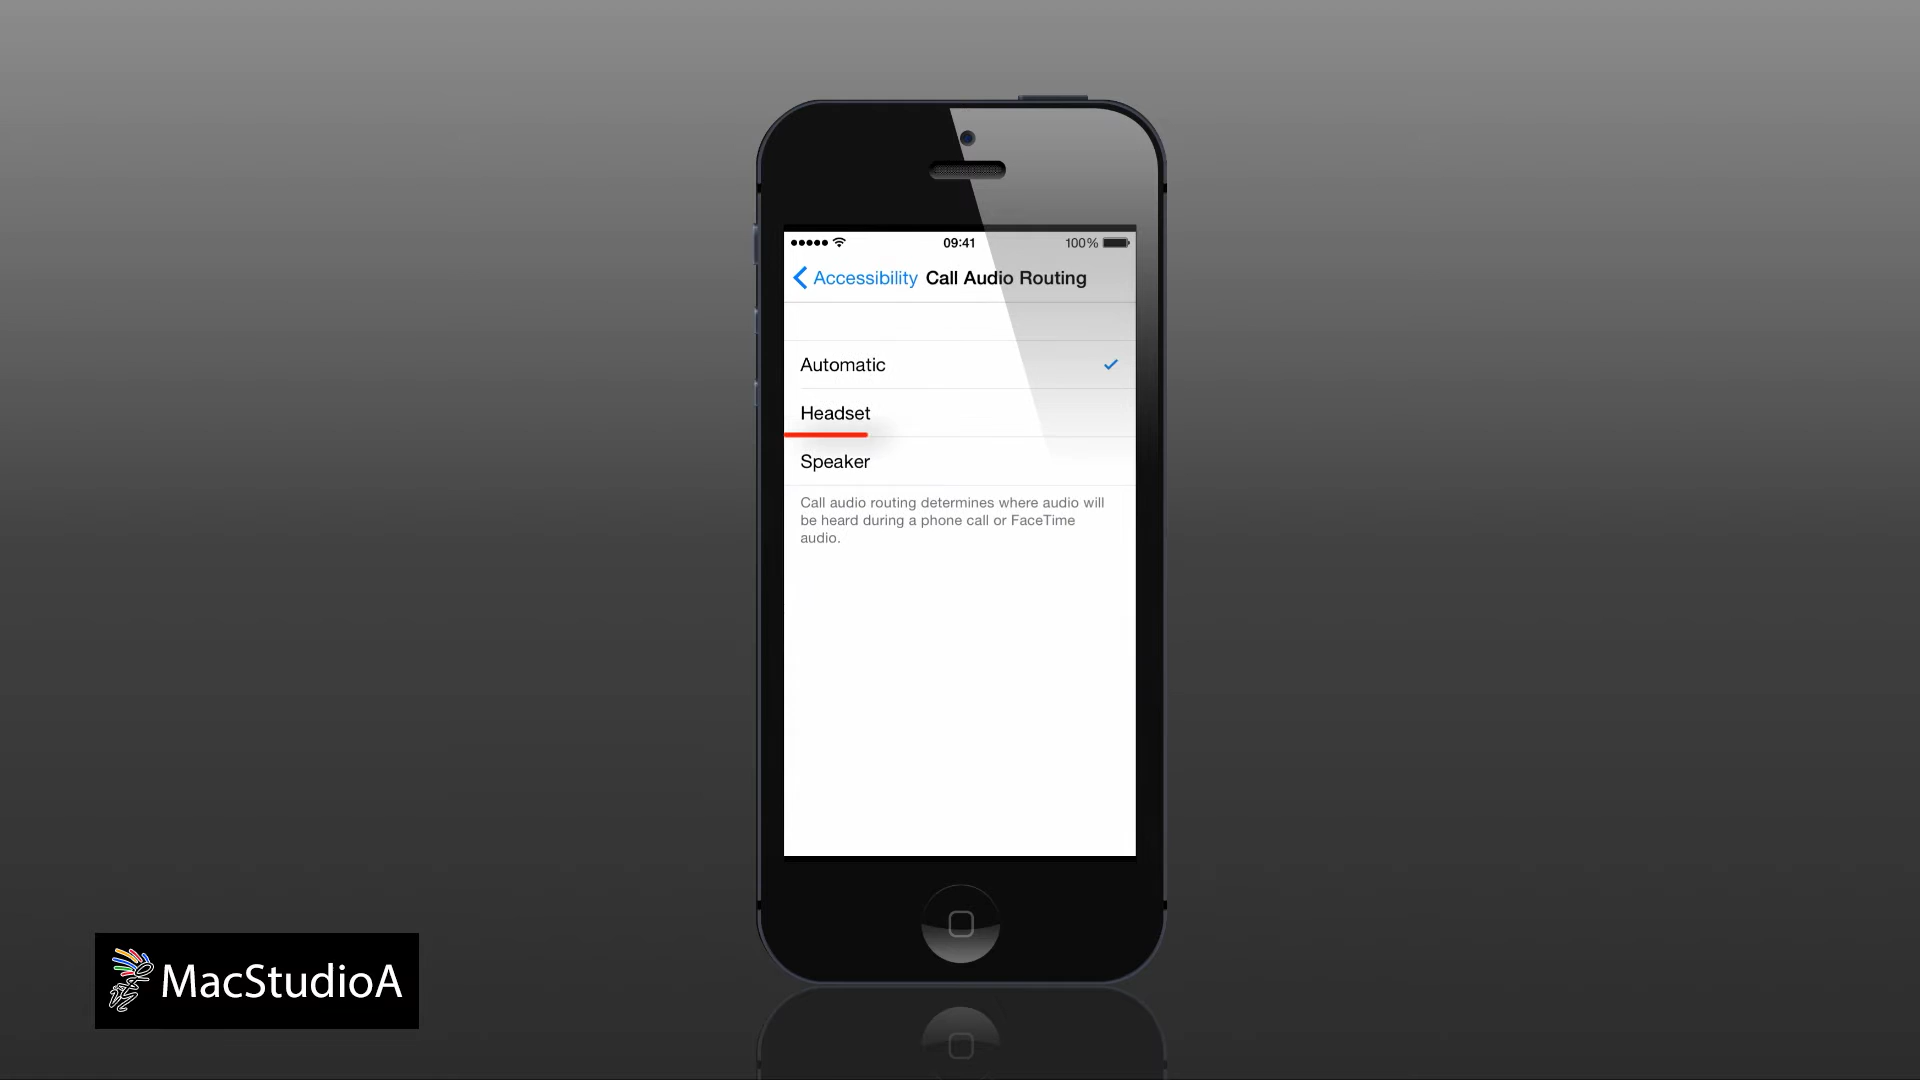 09:41
100%
Accessibility Call Audio Routing
Automatic
Headset
Speaker
Call audio routing determines where audio will
be heard during a phone call or FaceTime
audio.
MacStudioA